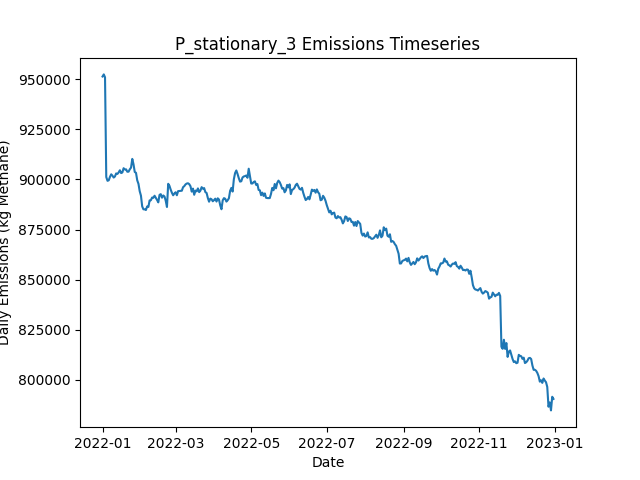 P_stationary_3 Emissions Timeseries
Daily Emissions (kg Methane)
950000
925000
900000
875000
850000
825000
800000
2022-01 2022-03 2022-05 2022-07 2022-09 2022-11 2023-01
Date